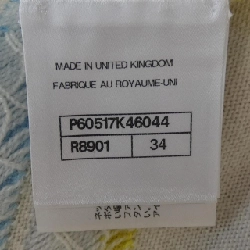 MADE IN UNITED KINGDOM
FABRIQUE AU ROYAUME-UNI
P60517K46044
R8901 34